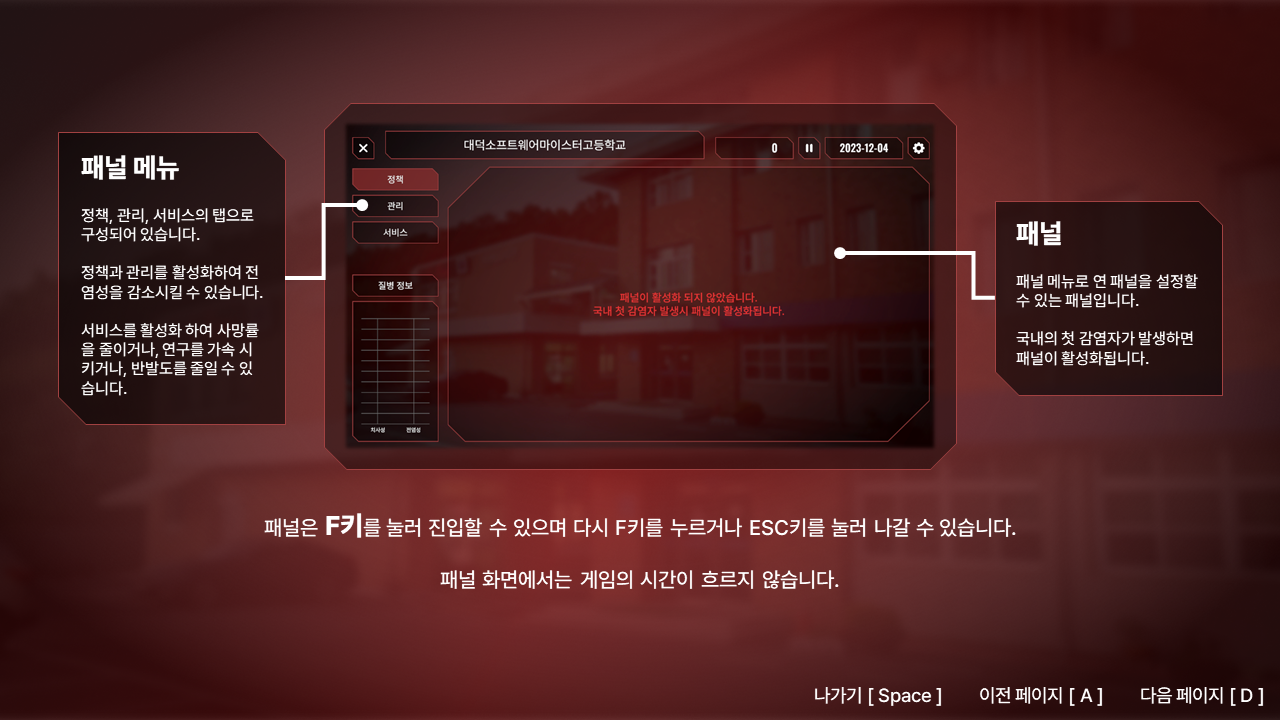 패널 메뉴
정책, 관리, 서비스의 탭으로
구성되어 있습니다.
정책과 관리를 활성화하여 전
염성을 감소시킬 수 있습니다.
서비스를 활성화 하여 사망률
을 줄이거나, 연구를 가속 시
키거나, 반발도를 줄일 수 있
습니다.
대덕소프트웨어마이스터고등학교
0
2023-12-04
정책
관리
서비스
질병 정보
치사성 전염성
패널이 활성화 되지 않았습니다.
국내 첫 감염자 발생시 패널이 활성화됩니다.
패널
패널 메뉴로 연 패널을 설정할
수 있는 패널입니다.
국내의 첫 감염자가 발생하면
패널이 활성화됩니다.
패널은 F키를 눌러 진입할 수 있으며 다시 F키를 누르거나 ESC키를 눌러 나갈 수 있습니다.
패널 화면에서는 게임의 시간이 흐르지 않습니다.
나가기 [ Space ] 이전 페이지 [ A ] 다음 페이지 [ D ]